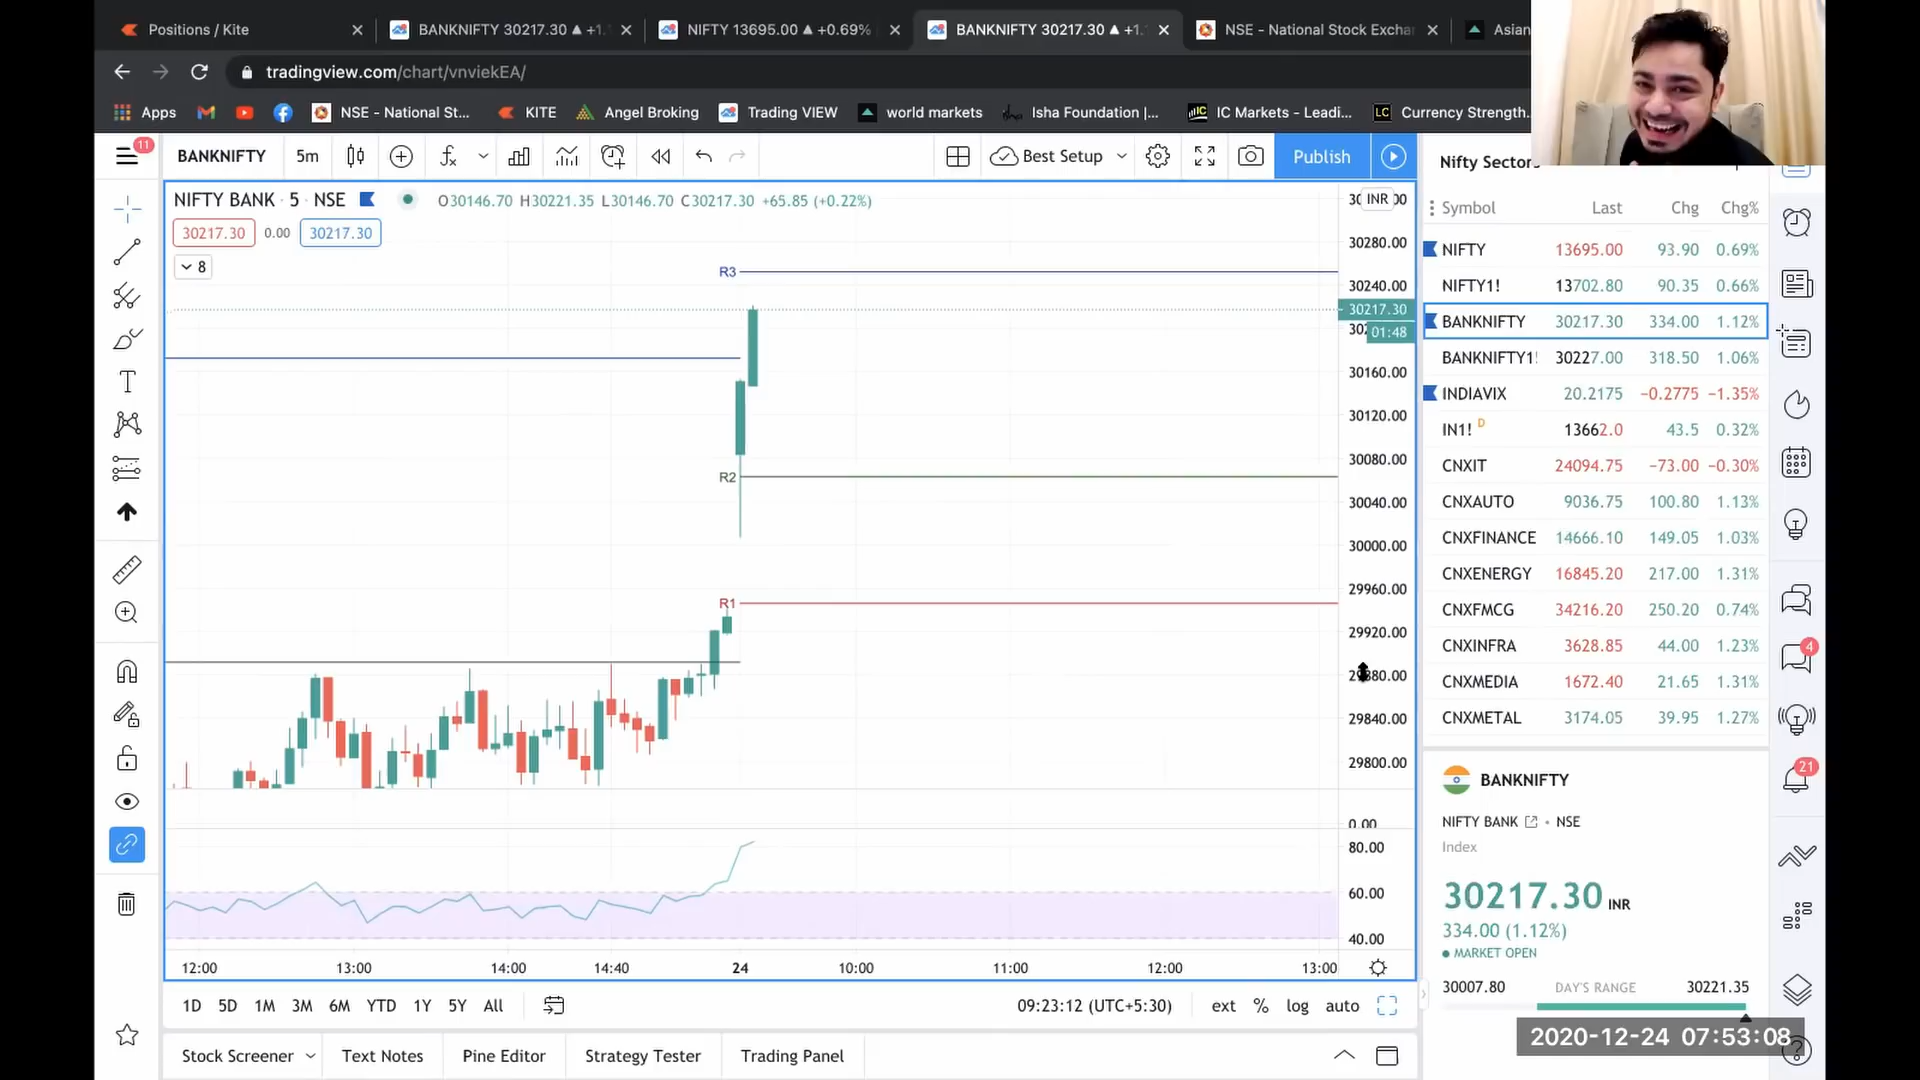 Positions / Kite
BANKNIFTY 30217.30 ▲ +1.
NIFTY 13695.00 ▲ +0.69%
BANKNIFTY 30217.30 ▲ +1.
NSE - National Stock Exchan
Asian
tradingview.com/chart/vnviekEA/
Apps
NSE - National St...
KITE
Angel Broking
Trading VIEW
world markets
Isha Foundation |...
IC Markets - Leadi...
LC
Currency Strength...
11
BANKNIFTY
5m
Best Setup
Publish
Nifty Sectors
NIFTY BANK · 5 · NSE
O30146.70 H30221.35 L30146.70 C30217.30 +65.85 (+0.22%)
30217.30 0.00 30217.30
8
INR
30280.00
30240.00
30217.30
01:48
30160.00
30120.00
30080.00
30040.00
30000.00
29960.00
29920.00
29840.00
29800.00
0.00
80.00
60.00
40.00
R3
R2
R1
12:00 13:00 14:00 14:40 24 10:00 11:00 12:00 13:00
1D 5D 1M 3M 6M YTD 1Y 5Y All
09:23:12 (UTC+5:30) ext % log auto
Stock Screener Text Notes Pine Editor Strategy Tester Trading Panel
Symbol Last Chg Chg%
NIFTY 13695.00 93.90 0.69%
NIFTY1! 13702.80 90.35 0.66%
BANKNIFTY 30217.30 334.00 1.12%
BANKNIFTY1! 30227.00 318.50 1.06%
INDIAVIX 20.2175 −0.2775 −1.35%
IN1! D 13662.0 43.5 0.32%
CNXIT 24094.75 −73.00 −0.30%
CNXAUTO 9036.75 100.80 1.13%
CNXFINANCE 14666.10 149.05 1.03%
CNXENERGY 16845.20 217.00 1.31%
CNXFMCG 34216.20 250.20 0.74%
CNXINFRA 3628.85 44.00 1.23%
CNXMEDIA 1672.40 21.65 1.31%
CNXMETAL 3174.05 39.95 1.27%
4
21
BANKNIFTY
NIFTY BANK • NSE
Index
30217.30 INR
334.00 (1.12%)
MARKET OPEN
30007.80 DAY'S RANGE 30221.35
2020-12-24 07:53:08